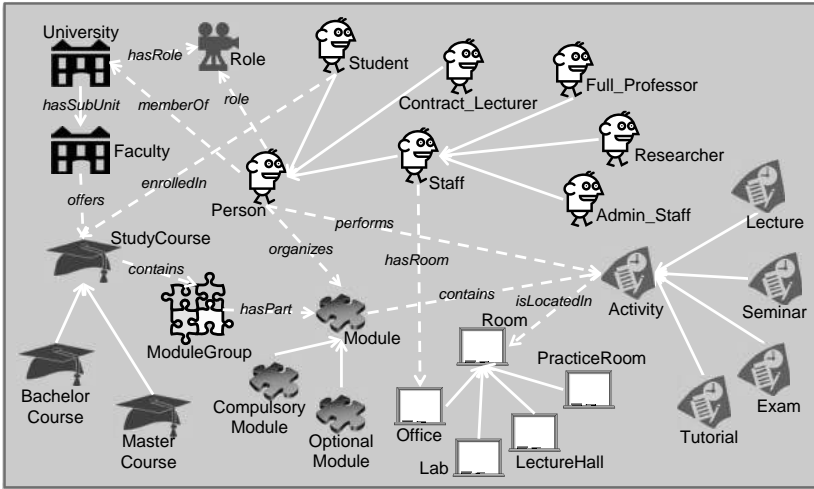 University
hasRole
Role
Student
Contract_Lecturer
Full_Professor
hasSubUnit
memberOf
role
Faculty
Researcher
offers
enrolledIn
Person
Staff
Admin_Staff
Lecture
StudyCourse
organizes
performs
contains
hasRoom
contains
isLocatedIn
Activity
Seminar
ModuleGroup
hasPart
Module
Room
PracticeRoom
Bachelor
Course
Compulsory
Module
Optional
Module
Office
Exam
Master
Course
Lab
LectureHall
Tutorial